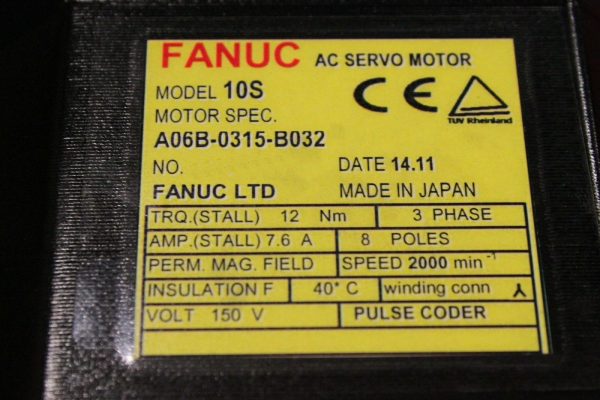 FANUC AC SERVO MOTOR
MODEL 10S
MOTOR SPEC.
A06B-0315-B032
TUV Rheinland
NO. DATE 14.11
FANUC LTD MADE IN JAPAN
TRQ.(STALL) 12 Nm 3 PHASE
AMP.(STALL) 7.6 A 8 POLES
PERM. MAG. FIELD SPEED 2000 min⁻¹
INSULATION F 40° C winding conn
VOLT 150 V PULSE CODER